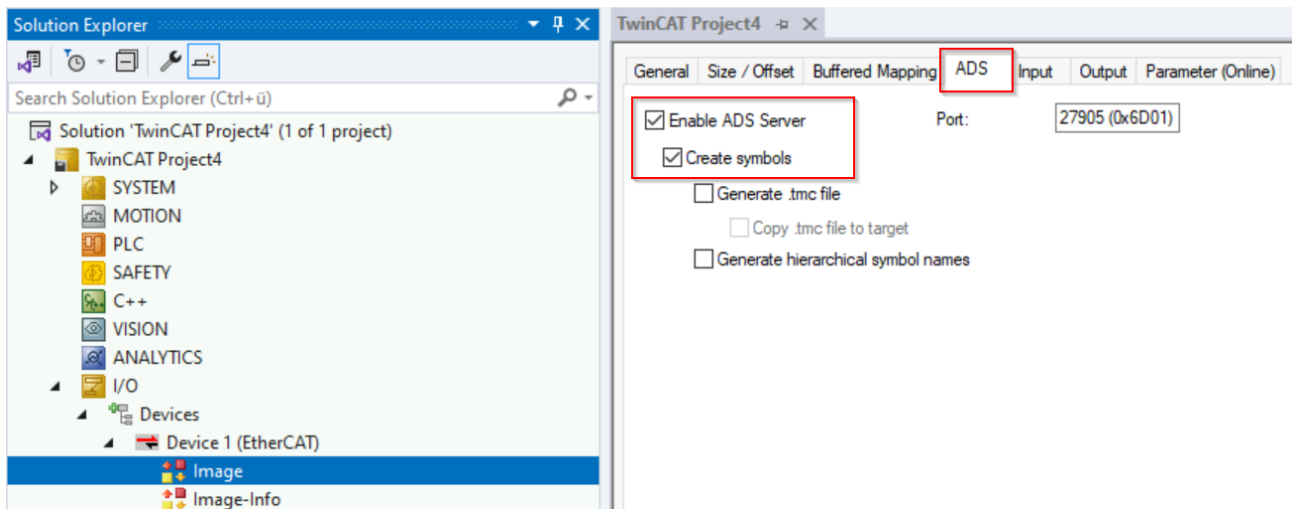 Solution Explorer
Search Solution Explorer (Ctrl+ü)
Solution 'TwinCAT Project4' (1 of 1 project)
TwinCAT Project4
SYSTEM
MOTION
PLC
SAFETY
C++
VISION
ANALYTICS
I/O
Devices
Device 1 (EtherCAT)
Image
Image-Info
TwinCAT Project4
General Size / Offset Buffered Mapping ADS Input Output Parameter (Online)
Enable ADS Server Port: 27905 (0x6D01)
Create symbols
Generate .tmc file
Copy .tmc file to target
Generate hierarchical symbol names